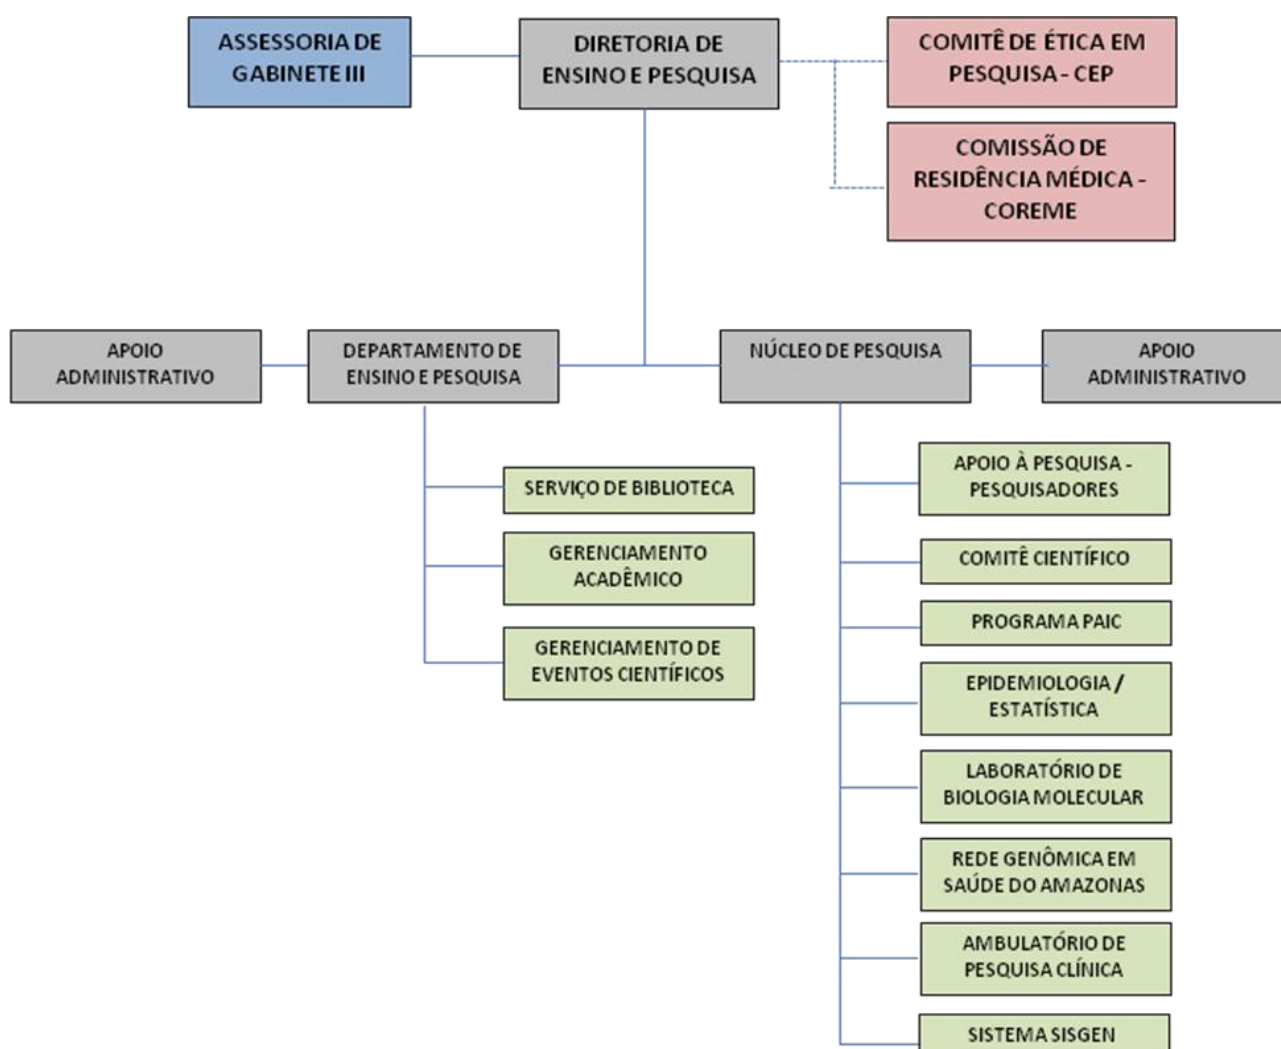 ASSESSORIA DE
GABINETE III
DIRETORIA DE
ENSINO E PESQUISA
COMITÊ DE ÉTICA EM
PESQUISA - CEP
COMISSÃO DE
RESIDÊNCIA MÉDICA -
COREME
APOIO
ADMINISTRATIVO
DEPARTAMENTO DE
ENSINO E PESQUISA
NÚCLEO DE PESQUISA
APOIO
ADMINISTRATIVO
SERVIÇO DE BIBLIOTECA
GERENCIAMENTO
ACADÊMICO
GERENCIAMENTO DE
EVENTOS CIENTÍFICOS
APOIO À PESQUISA -
PESQUISADORES
COMITÊ CIENTÍFICO
PROGRAMA PAIC
EPIDEMIOLOGIA /
ESTATÍSTICA
LABORATÓRIO DE
BIOLOGIA MOLECULAR
REDE GENÔMICA EM
SAÚDE DO AMAZONAS
AMBULATÓRIO DE
PESQUISA CLÍNICA
SISTEMA SISGEN